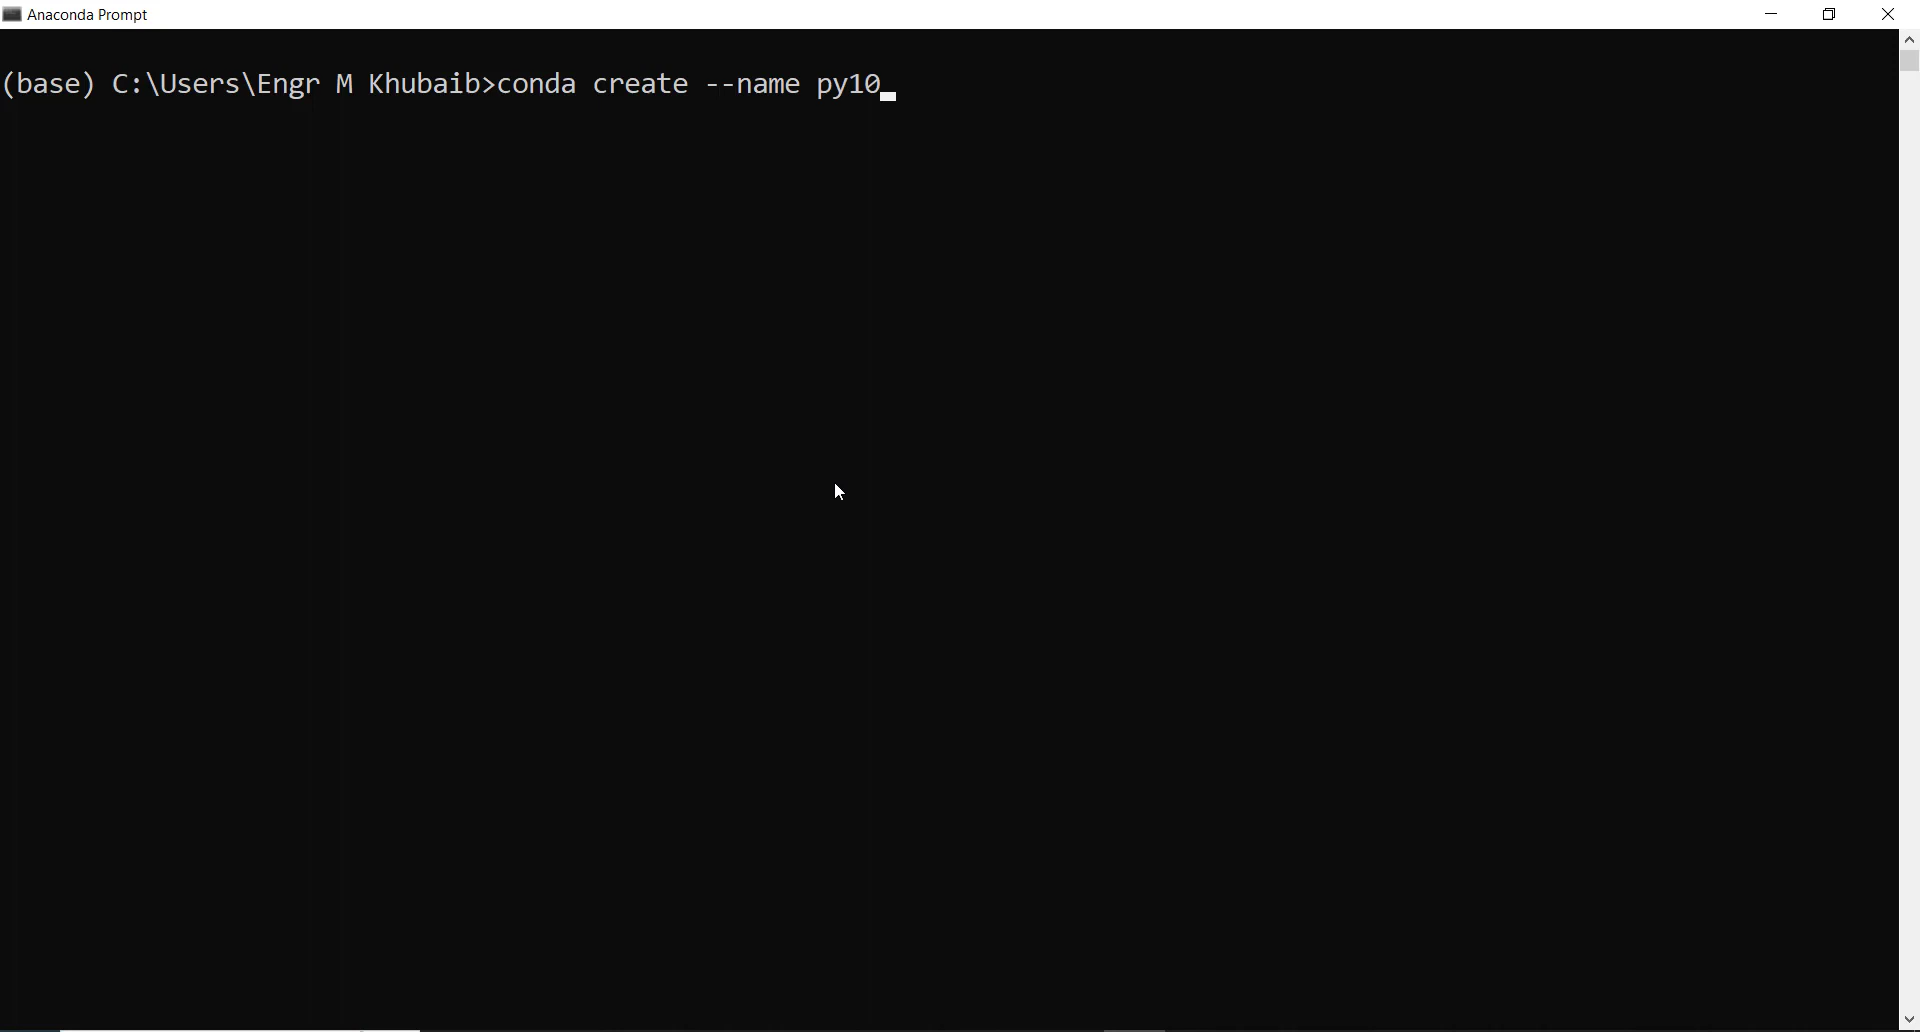 Anaconda Prompt
(base) C:\Users\Engr M Khubaib>conda create --name py10